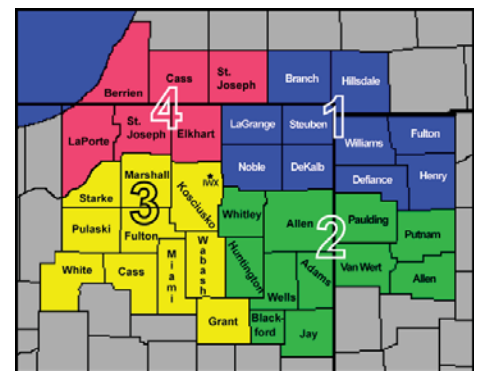 Berrien
Cass
St.
Joseph
Branch
Hillsdale
4
1
LaPorte
St.
Joseph
Elkhart
LaGrange
Steuben
Williams
Fulton
Noble
DeKalb
Defiance
Henry
Starke
Marshall
Kosciusko
IWX
3
Pulaski
Fulton
Whitley
Allen
2
Paulding
Putnam
White
Cass
Miami
Wabash
Huntington
Wells
Adams
Van Wert
Allen
Grant
Black-
ford
Jay